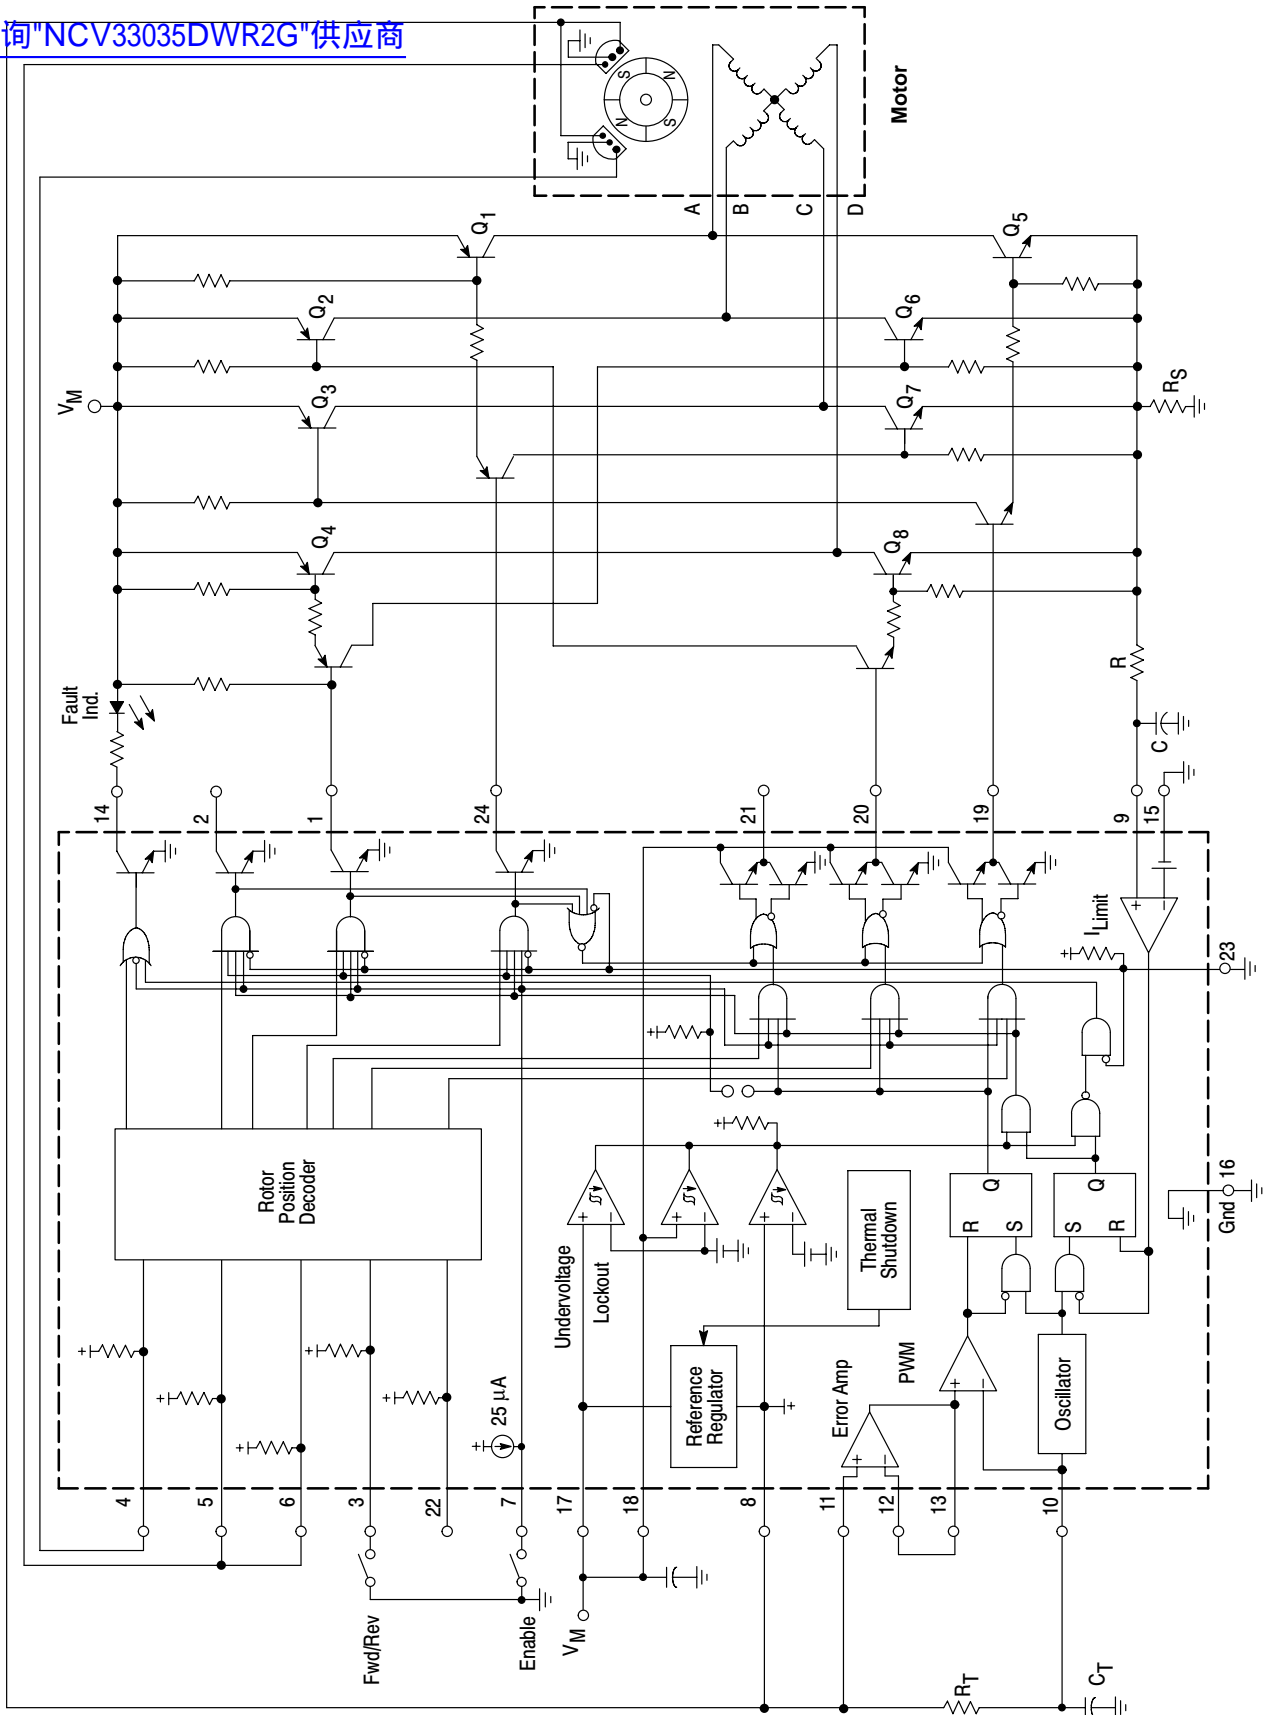 询"NCV33035DWR2G"供应商
Motor
A
B
C
D
S
N
N
S
Q1
Q5
Q2
Q6
Q3
Q7
Q4
Q8
VM
RS
R
C
Fault
Ind.
14
2
1
24
21
20
19
9
15
ILimit
23
Rotor
Position
Decoder
Undervoltage
Lockout
Reference
Regulator
Thermal
Shutdown
Error Amp
PWM
Oscillator
R
Q
S
S
Q
R
Gnd 16
25 µA
4
5
6
3
22
7
17
18
8
11
12
13
10
Fwd/Rev
Enable
VM
RT
CT